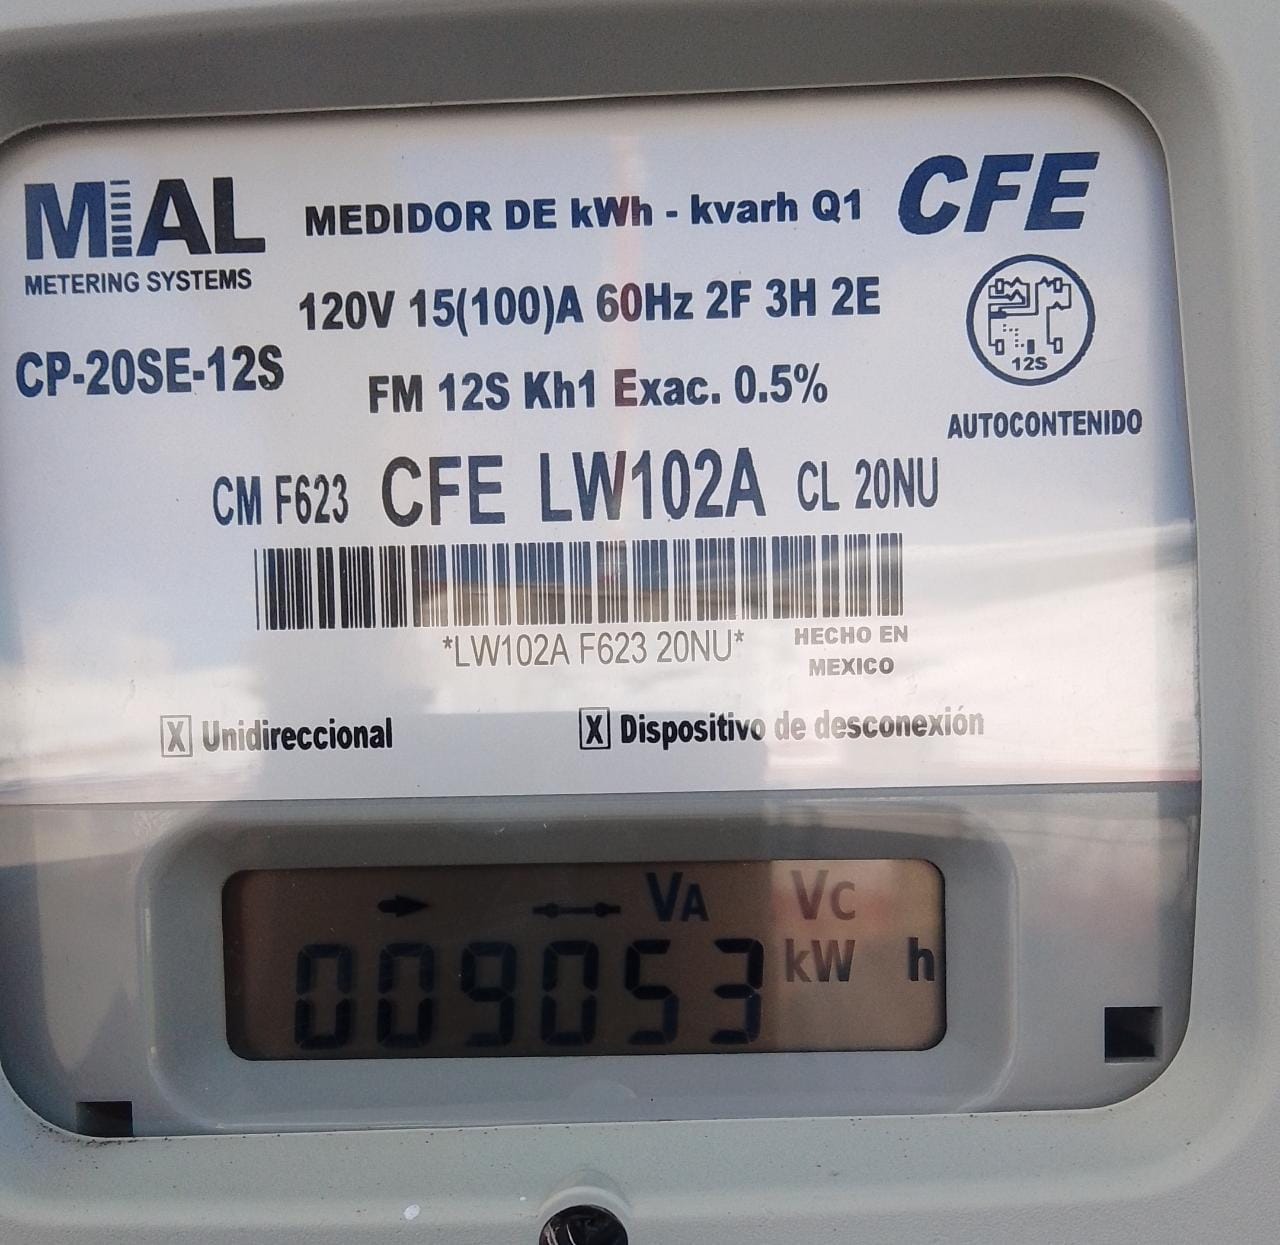 MIAL
METERING SYSTEMS
MEDIDOR DE kWh - kvarh Q1
CFE
120V 15(100)A 60Hz 2F 3H 2E
12S
CP-20SE-12S
FM 12S Kh1 Exac. 0.5%
AUTOCONTENIDO
CM F623 CFE LW102A CL 20NU
*LW102A F623 20NU*
HECHO EN
MEXICO
X Unidireccional
X Dispositivo de desconexión
VA VC
009053 kW h